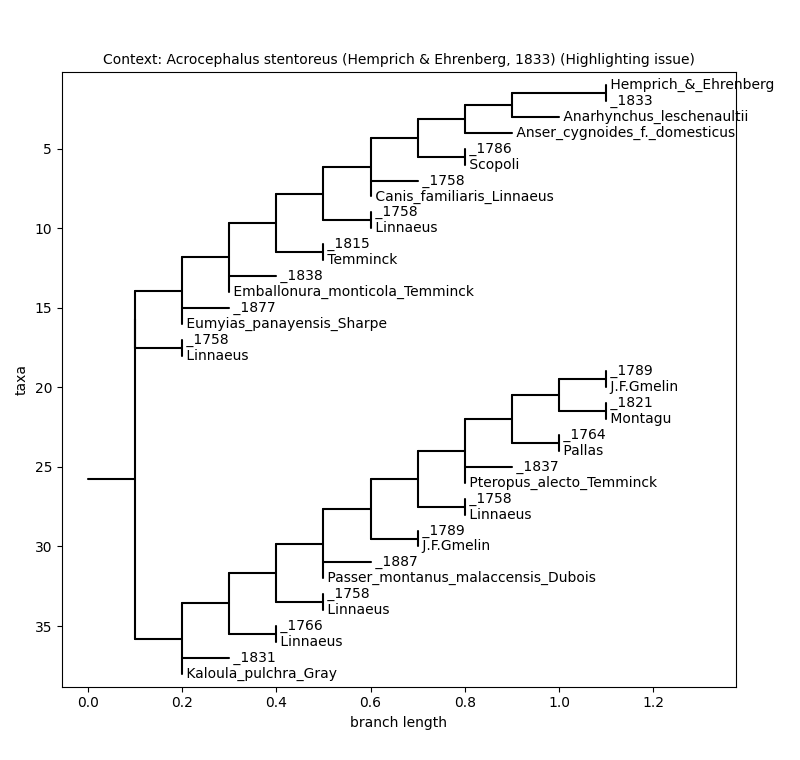 Context: Acrocephalus stentoreus (Hemprich & Ehrenberg, 1833) (Highlighting issue)
Hemprich_&_Ehrenberg
_1833
Anarhynchus_leschenaultii
Anser_cygnoides_f._domesticus
_1786
Scopoli
_1758
Canis_familiaris_Linnaeus
_1758
Linnaeus
_1815
Temminck
_1838
Emballonura_monticola_Temminck
_1877
Eumyias_panayensis_Sharpe
_1758
Linnaeus
_1789
J.F.Gmelin
_1821
Montagu
_1764
Pallas
_1837
Pteropus_alecto_Temminck
_1758
Linnaeus
_1789
J.F.Gmelin
_1887
Passer_montanus_malaccensis_Dubois
_1758
Linnaeus
_1766
Linnaeus
_1831
Kaloula_pulchra_Gray
5
10
15
20
25
30
35
taxa
0.0 0.2 0.4 0.6 0.8 1.0 1.2
branch length